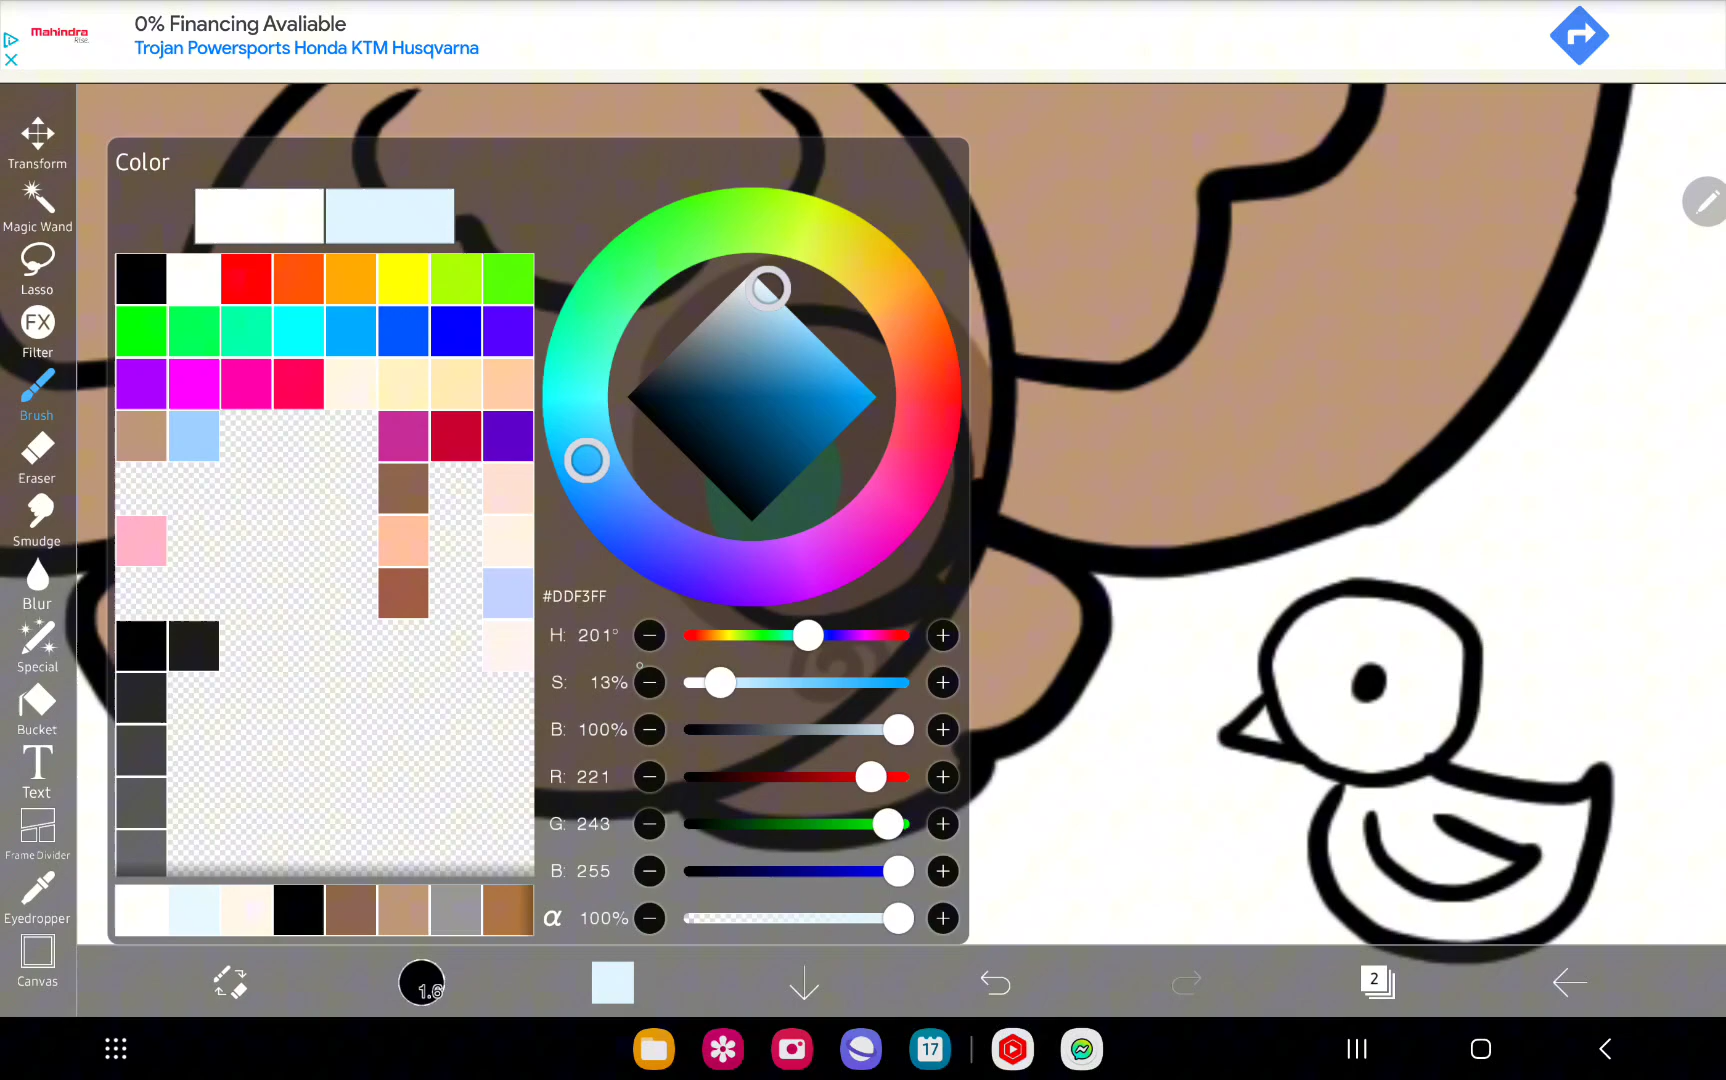 0% Financing Avaliable
Mahindra
Rise.
Trojan Powersports Honda KTM Husqvarna
Transform
Magic Wand
Lasso
FX
Filter
Brush
Eraser
Smudge
Blur
Special
Bucket
T
Text
Frame Divider
Eyedropper
Canvas
Color
#DDF3FF
H: 201°
S: 13%
B: 100%
R: 221
G: 243
B: 255
α 100%
1.6
2
17